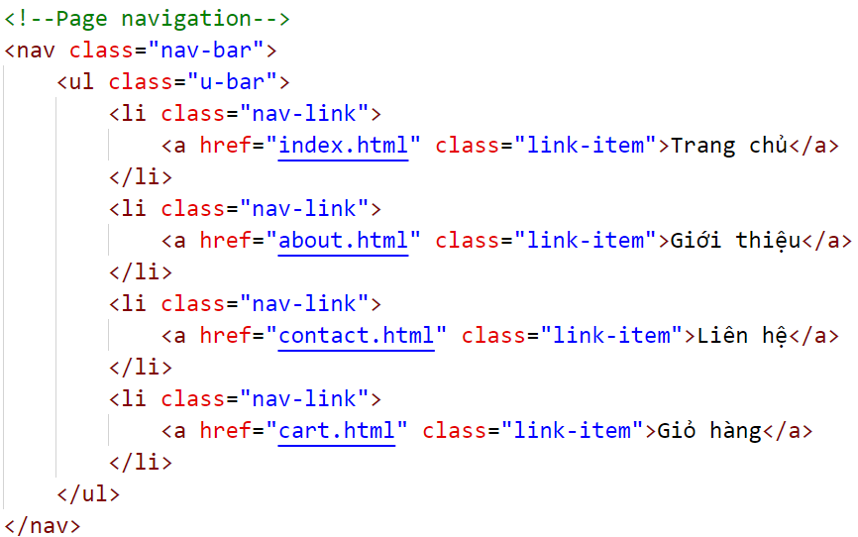 <!--Page navigation-->
<nav class="nav-bar">
    <ul class="u-bar">
        <li class="nav-link">
            <a href="index.html" class="link-item">Trang chủ</a>
        </li>
        <li class="nav-link">
            <a href="about.html" class="link-item">Giới thiệu</a>
        </li>
        <li class="nav-link">
            <a href="contact.html" class="link-item">Liên hệ</a>
        </li>
        <li class="nav-link">
            <a href="cart.html" class="link-item">Giỏ hàng</a>
        </li>
    </ul>
</nav>